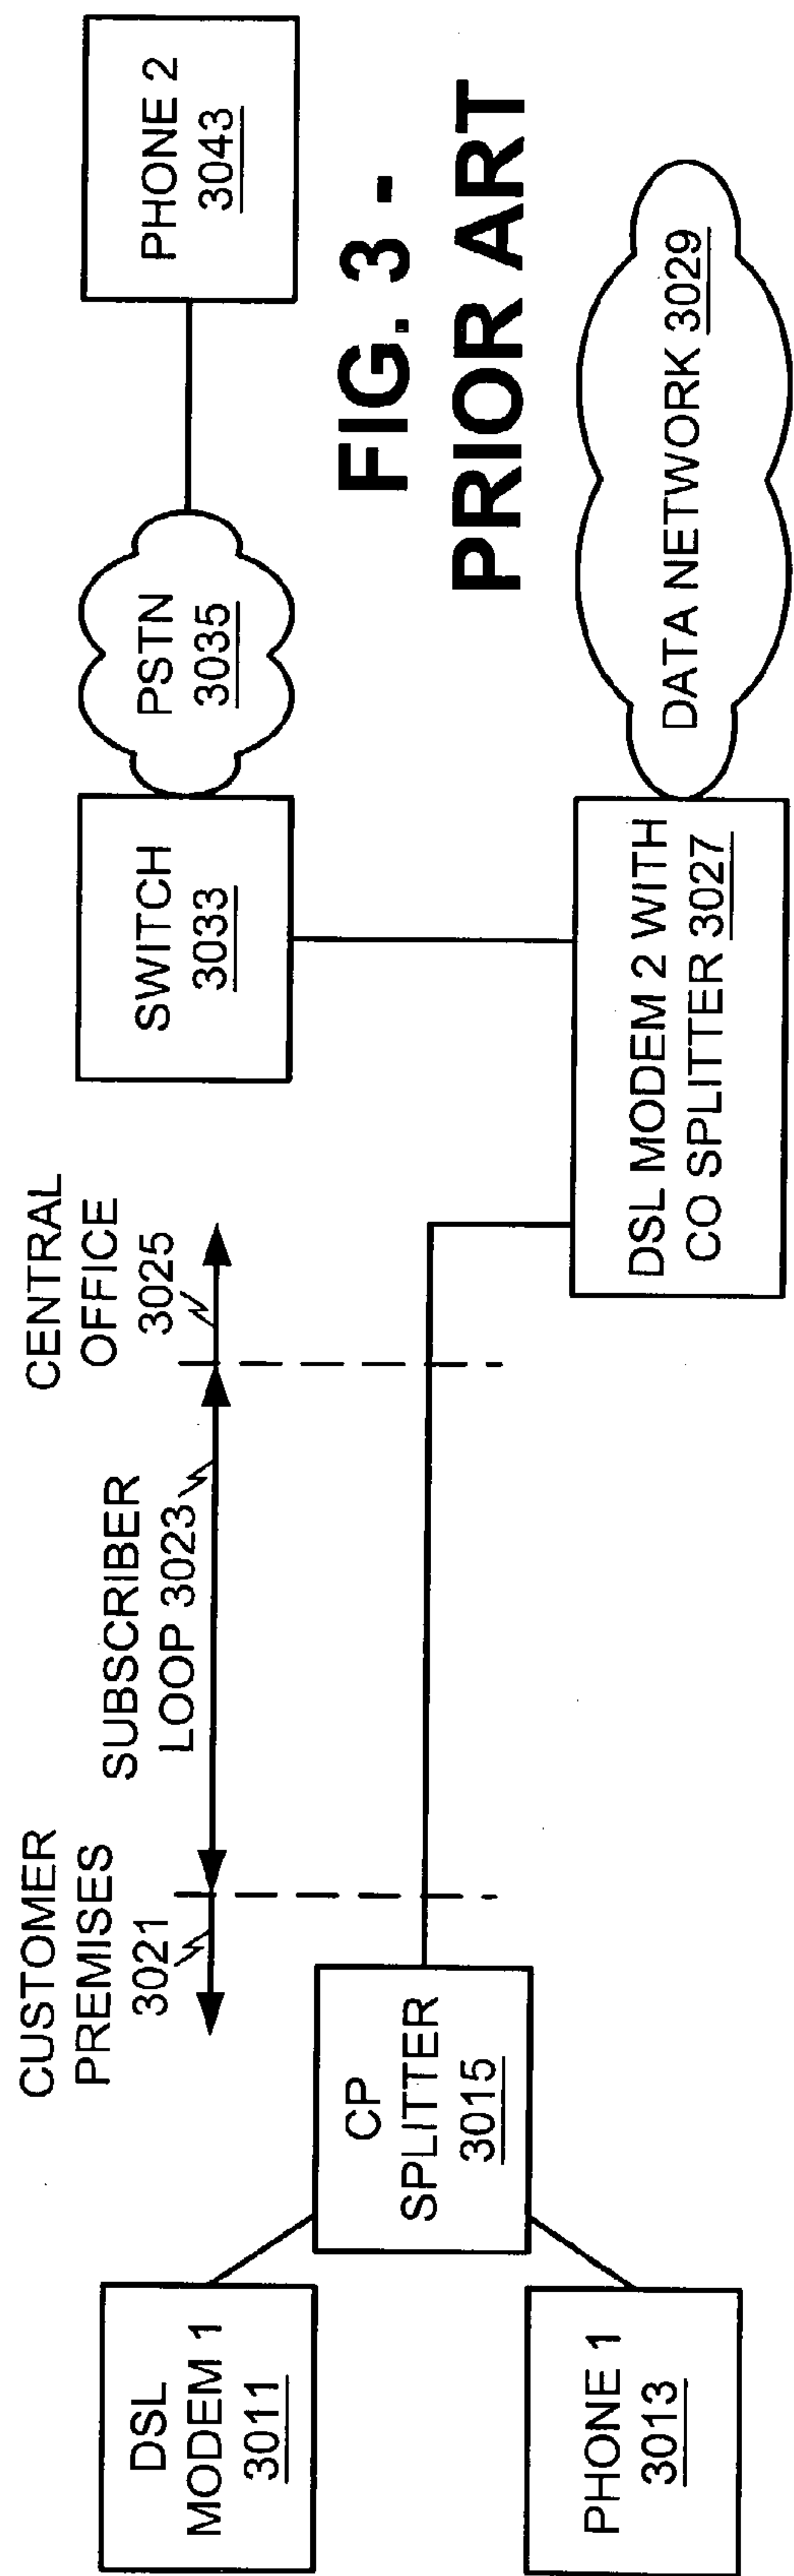 CUSTOMER
PREMISES
3021
SUBSCRIBER
LOOP 3023
CENTRAL
OFFICE
3025
DSL
MODEM 1
3011
PHONE 1
3013
CP
SPLITTER
3015
SWITCH
3033
PSTN
3035
PHONE 2
3043
DSL MODEM 2 WITH
CO SPLITTER 3027
DATA NETWORK 3029
FIG. 3 -
PRIOR ART